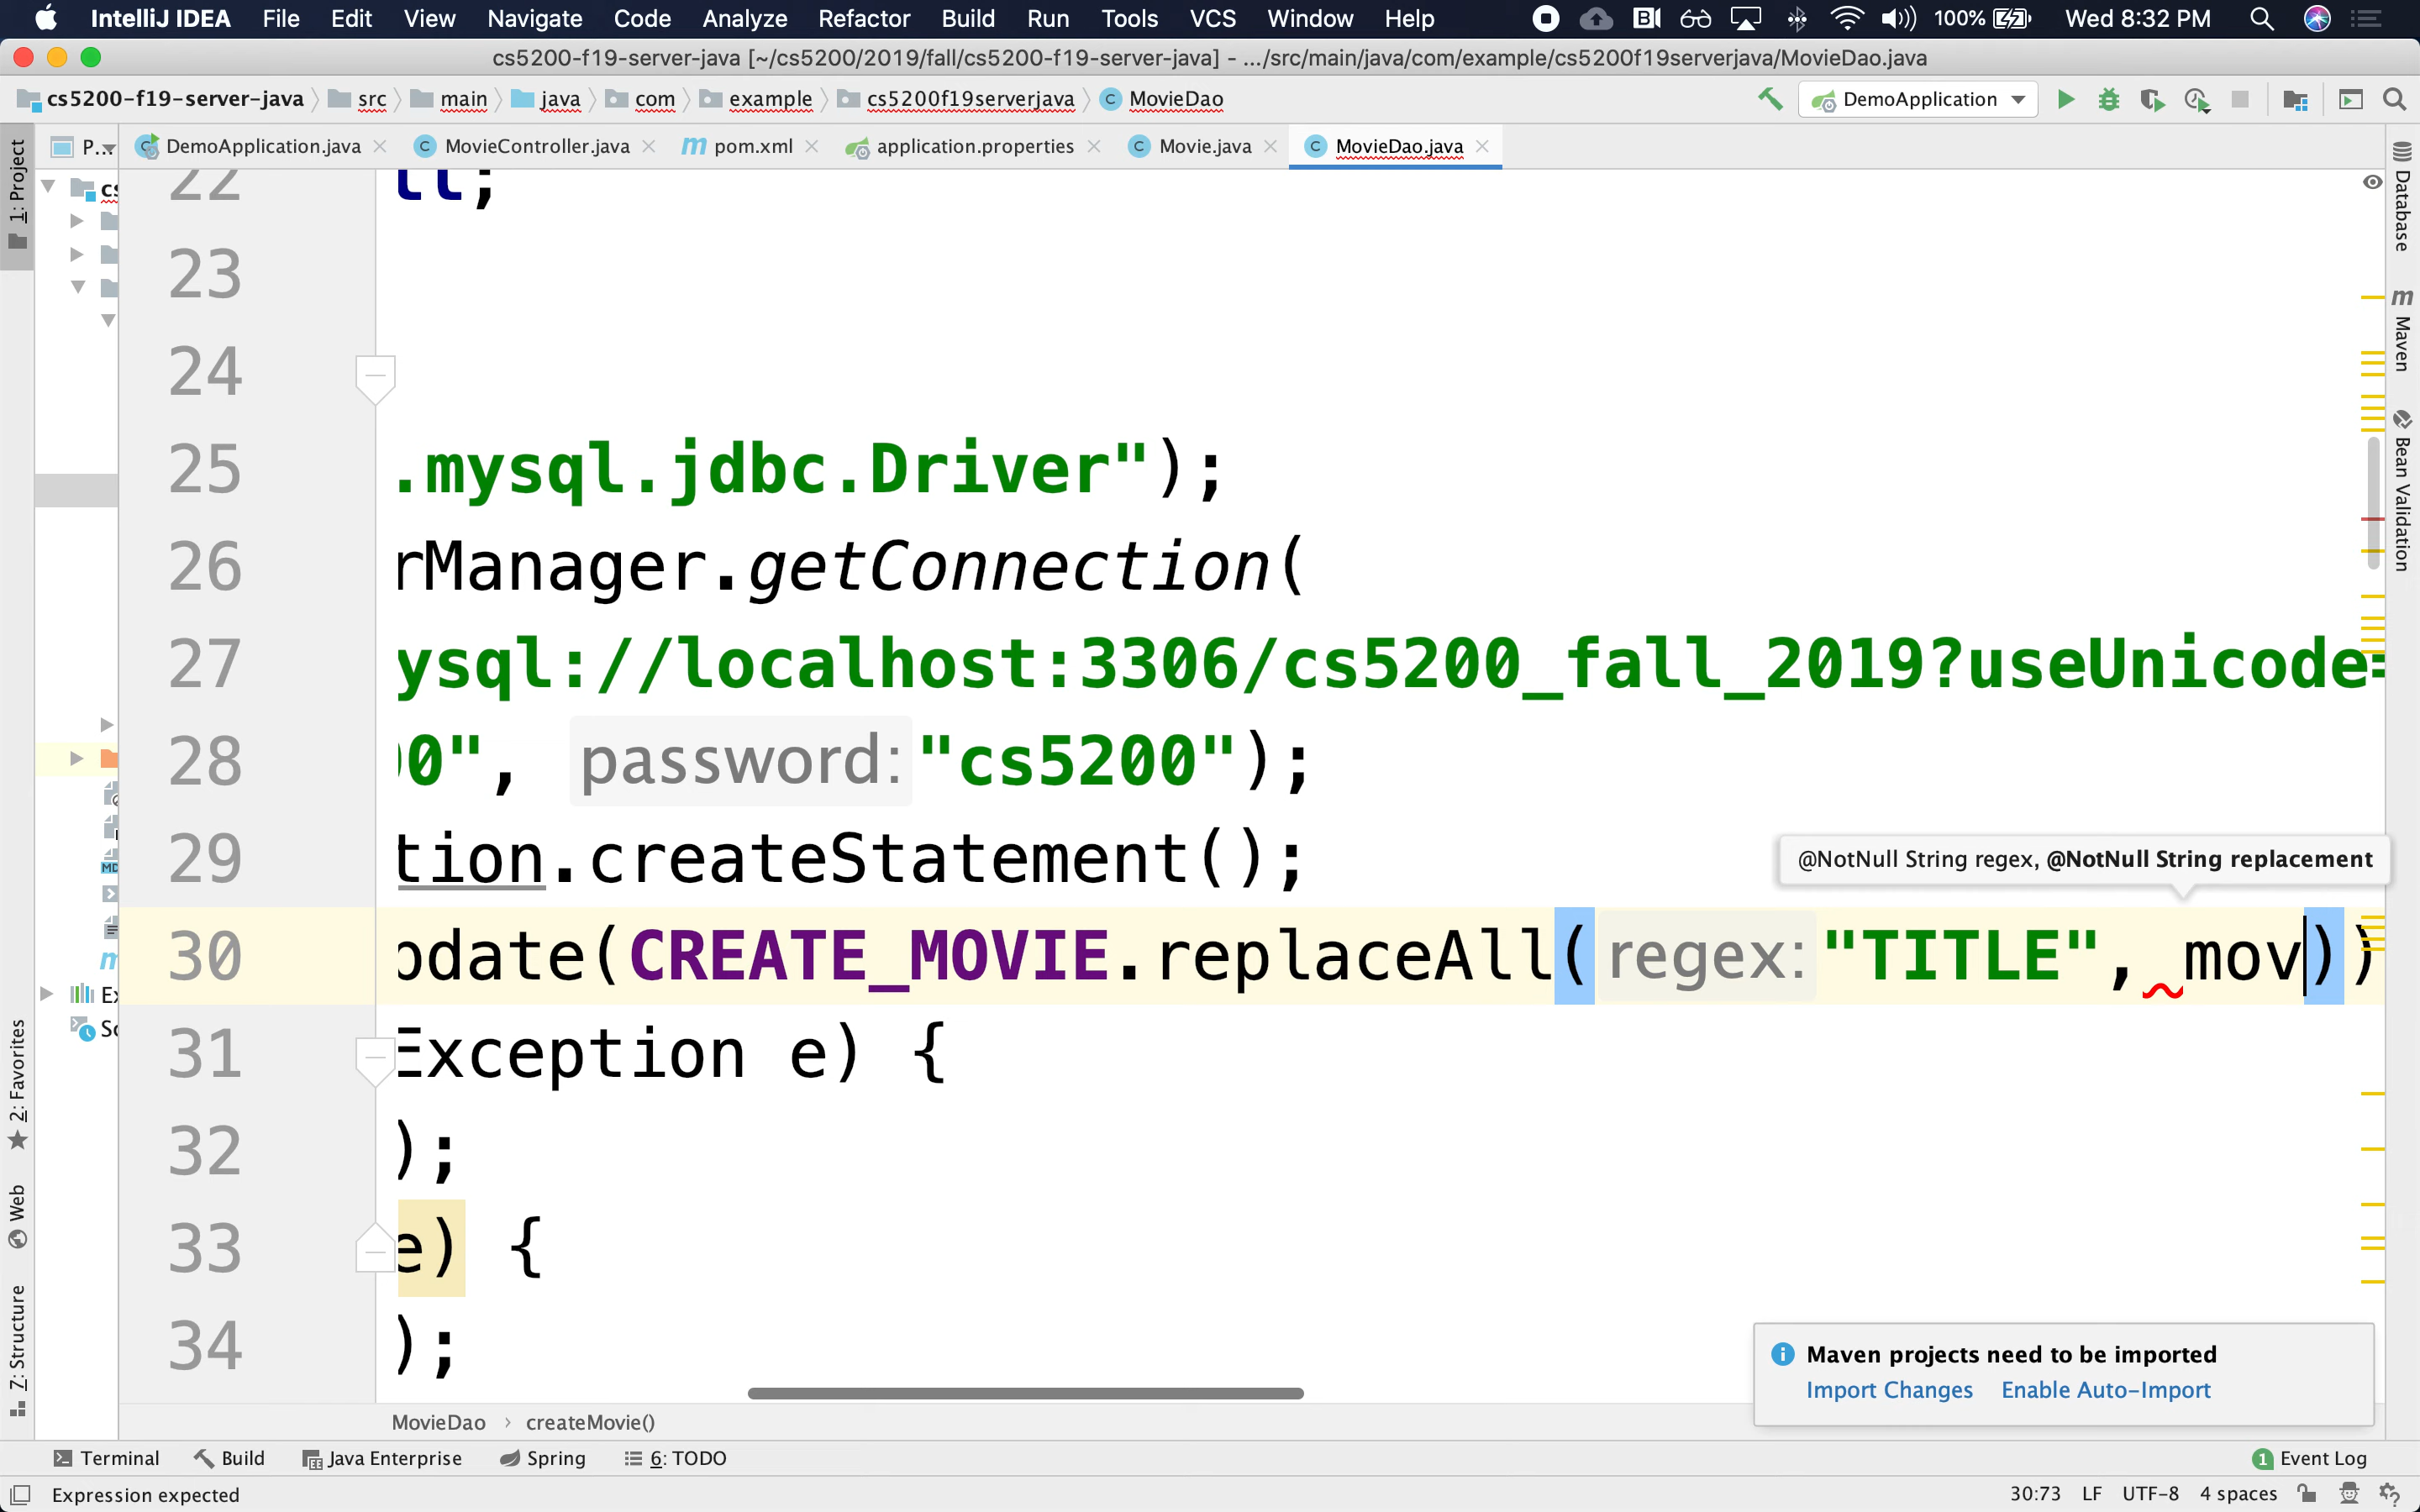 IntelliJ IDEA File Edit View Navigate Code Analyze Refactor Build Run Tools VCS Window Help 100% Wed 8:32 PM
cs5200-f19-server-java [~/cs5200/2019/fall/cs5200-f19-server-java] - .../src/main/java/com/example/cs5200f19serverjava/MovieDao.java
cs5200-f19-server-java src main java com example cs5200f19serverjava MovieDao DemoApplication
1: Project P... DemoApplication.java MovieController.java pom.xml application.properties Movie.java MovieDao.java
22 ll;
23
24
25 .mysql.jdbc.Driver");
26 rManager.getConnection(
27 ysql://localhost:3306/cs5200_fall_2019?useUnicode=
28 0", password: "cs5200");
29 tion.createStatement();
@NotNull String regex, @NotNull String replacement
30 pdate(CREATE_MOVIE.replaceAll( regex: "TITLE", mov))
31 Exception e) {
32 );
33 e) {
34 );
Database
Maven
Bean Validation
2: Favorites
Web
Z: Structure
Maven projects need to be imported
Import Changes Enable Auto-Import
MovieDao › createMovie()
Terminal Build Java Enterprise Spring 6: TODO 1 Event Log
Expression expected 30:73 LF UTF-8 4 spaces